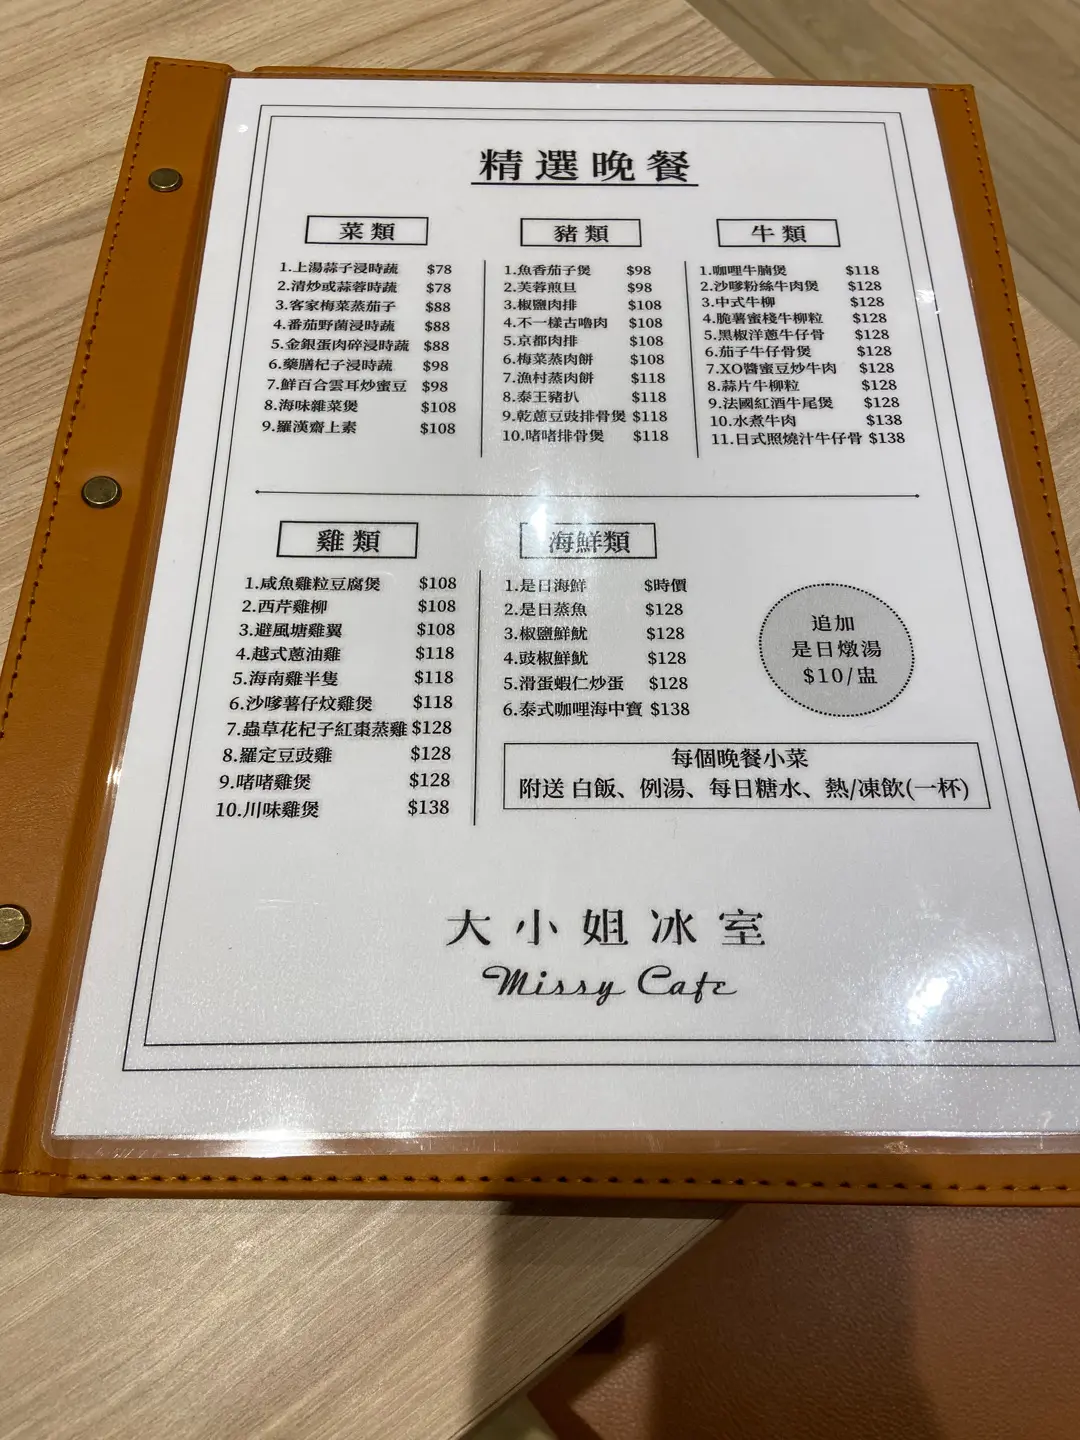 精選晚餐
菜類
1.上湯蒜子浸時蔬 $78
2.清炒或蒜蓉時蔬 $78
3.客家梅菜蒸茄子 $88
4.番茄野菌浸時蔬 $88
5.金銀蛋肉碎浸時蔬 $88
6.藥膳杞子浸時蔬 $98
7.鮮百合雲耳炒蜜豆 $98
8.海味雜菜煲 $108
9.羅漢齋上素 $108
豬類
1.魚香茄子煲 $98
2.芙蓉煎旦 $98
3.椒鹽肉排 $108
4.不一樣古嚕肉 $108
5.京都肉排 $108
6.梅菜蒸肉餅 $108
7.漁村蒸肉餅 $118
8.泰王豬扒 $118
9.乾蔥豆豉排骨煲 $118
10.啫啫排骨煲 $118
牛類
1.咖哩牛腩煲 $118
2.沙嗲粉絲牛肉煲 $128
3.中式牛柳 $128
4.脆薯蜜棧牛柳粒 $128
5.黑椒洋蔥牛仔骨 $128
6.茄子牛仔骨煲 $128
7.XO醬蜜豆炒牛肉 $128
8.蒜片牛柳粒 $128
9.法國紅酒牛尾煲 $128
10.水煮牛肉 $138
11.日式照燒汁牛仔骨 $138
雞類
1.咸魚雞粒豆腐煲 $108
2.西芹雞柳 $108
3.避風塘雞翼 $108
4.越式蔥油雞 $118
5.海南雞半隻 $118
6.沙嗲薯仔炆雞煲 $118
7.蟲草花杞子紅棗蒸雞 $128
8.羅定豆豉雞 $128
9.啫啫雞煲 $128
10.川味雞煲 $138
海鮮類
1.是日海鮮 $時價
2.是日蒸魚 $128
3.椒鹽鮮魷 $128
4.豉椒鮮魷 $128
5.滑蛋蝦仁炒蛋 $128
6.泰式咖哩海中寶 $138
追加
是日燉湯
$10/盅
每個晚餐小菜
附送 白飯、例湯、每日糖水、熱/凍飲(一杯)
大小姐冰室
Missy Cafe